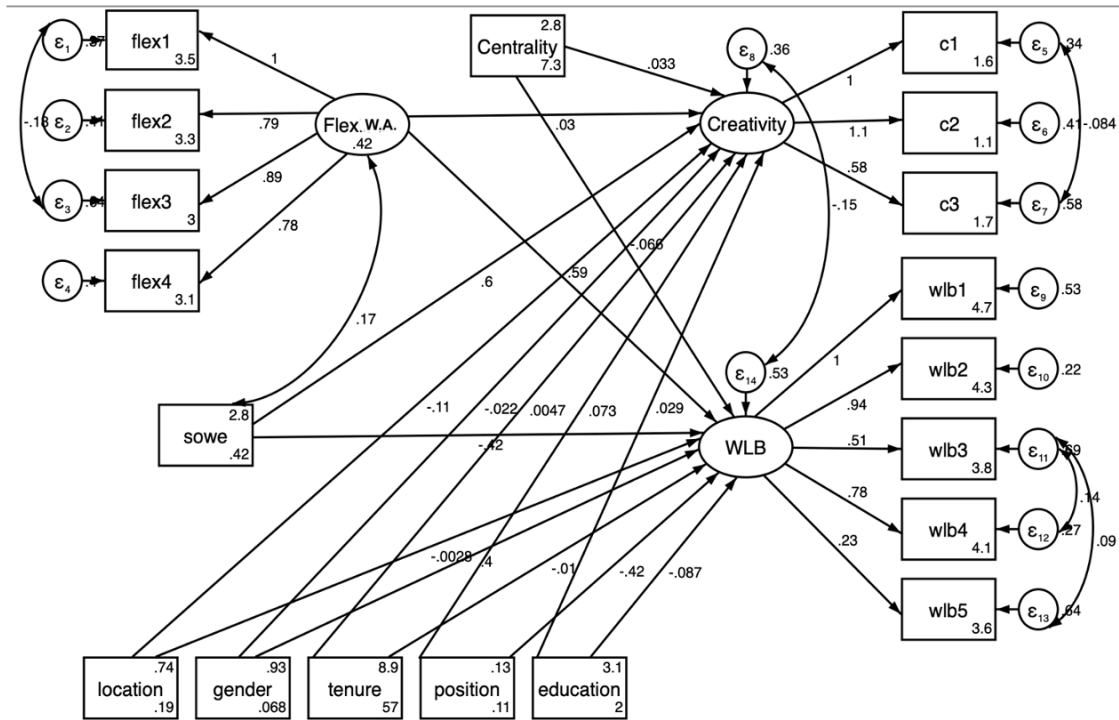 ε1
flex1
3.5
ε2
flex2
3.3
-.18
ε3
flex3
3
ε4
flex4
3.1
1
.79
.89
.78
Flex. W.A.
.42
.17
2.8
sowe
.42
2.8
Centrality
7.3
.033
.03
.6
.59
-.066
ε8
.36
Creativity
-.15
1
1.1
.58
c1
1.6
ε5
.34
c2
1.1
ε6
.41
-.084
c3
1.7
ε7
.58
ε14
.53
WLB
1
.94
.51
.78
.23
wlb1
4.7
ε9
.53
wlb2
4.3
ε10
.22
wlb3
3.8
ε11
.14
wlb4
4.1
ε12
.27
.09
wlb5
3.6
ε13
.64
-.11
-.022
.0047
.073
.029
-.42
-.0028
.4
-.01
-.42
-.087
.74
location
.19
.93
gender
.068
8.9
tenure
57
.13
position
.11
3.1
education
2